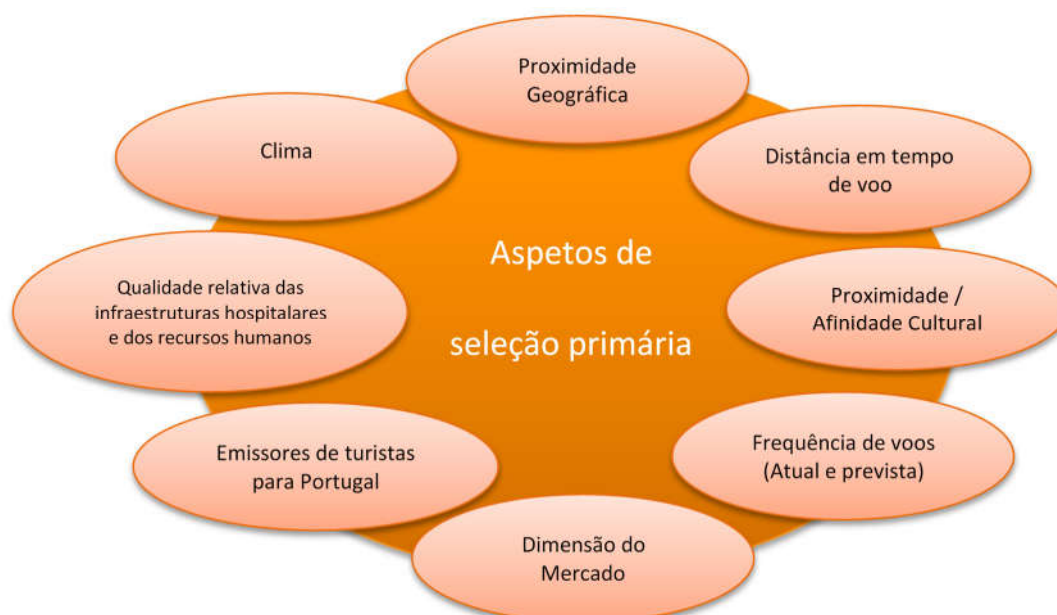 Proximidade
Geográfica
Clima
Distância em tempo
de voo
Aspetos de
seleção primária
Qualidade relativa das
infraestruturas hospitalares
e dos recursos humanos
Proximidade /
Afinidade Cultural
Emissores de turistas
para Portugal
Frequência de voos
(Atual e prevista)
Dimensão do
Mercado